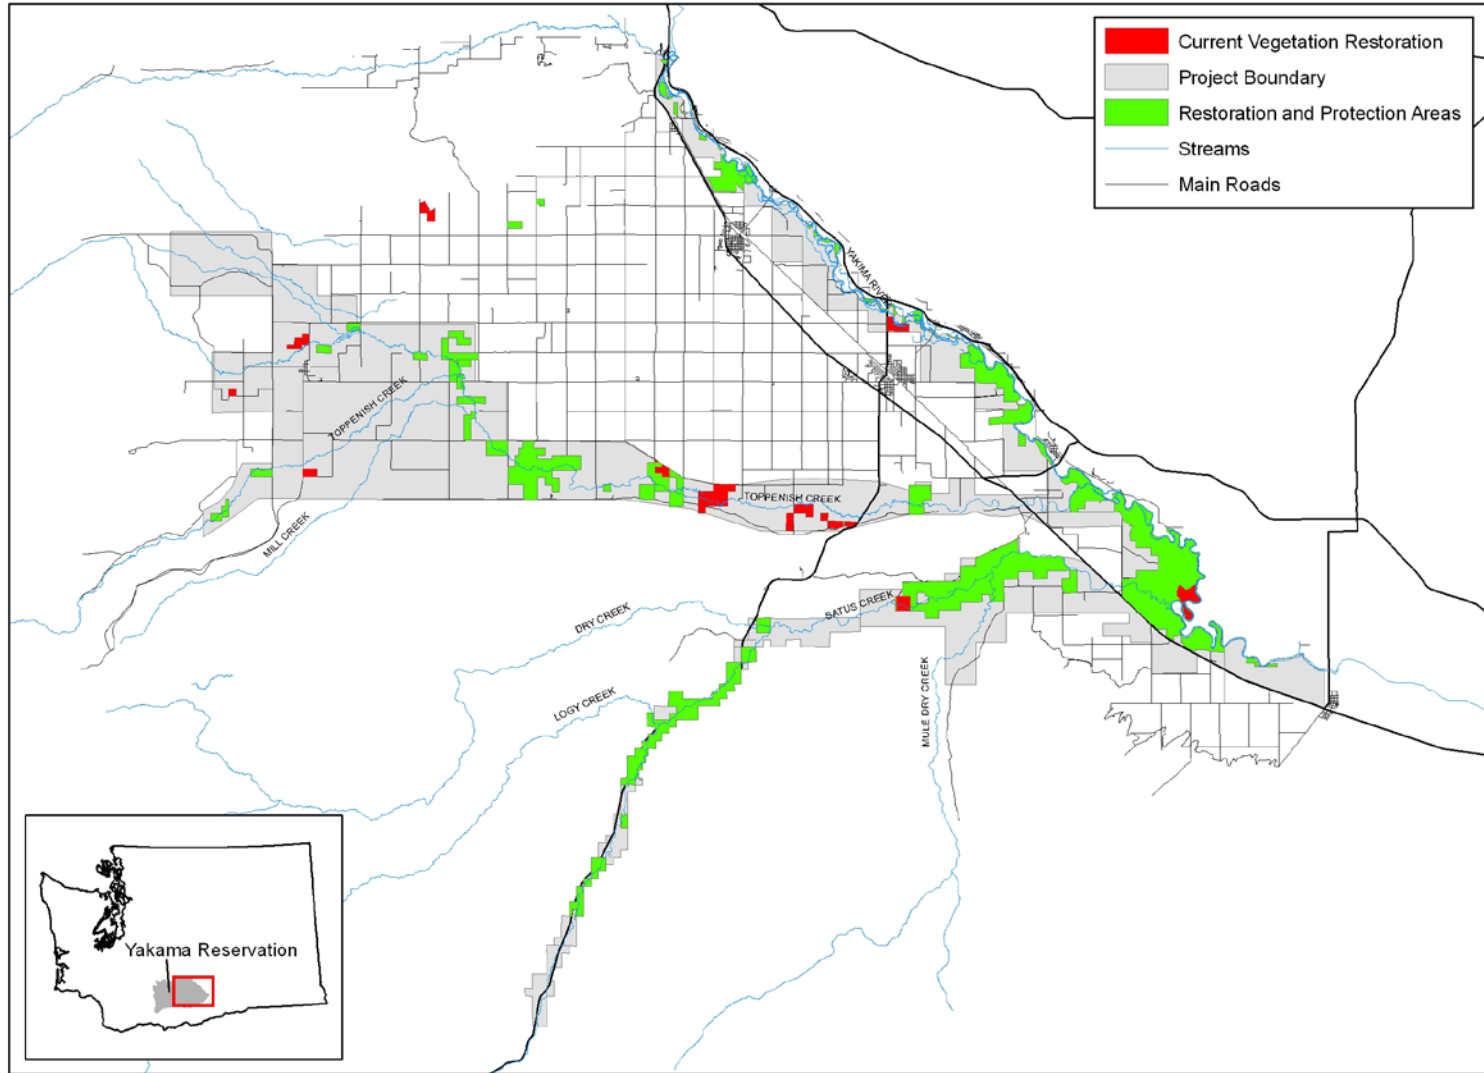 Current Vegetation Restoration
Project Boundary
Restoration and Protection Areas
Streams
Main Roads
YAKIMA RIVER
TOPPENISH CREEK
MILL CREEK
TOPPENISH CREEK
DRY CREEK
SATUS CREEK
LOGY CREEK
MULE DRY CREEK
Yakama Reservation